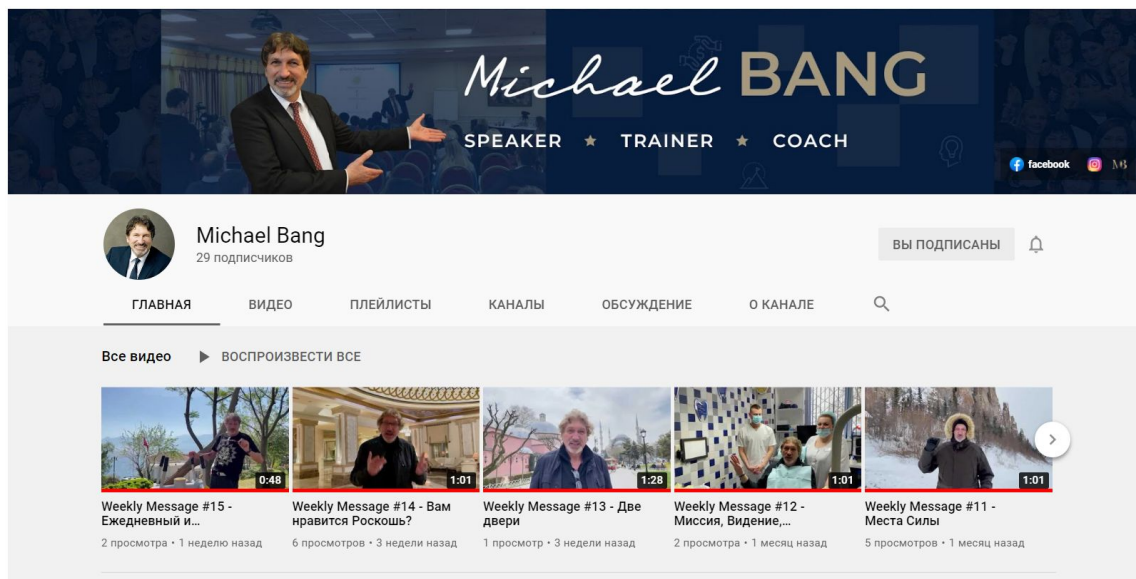 Michael BANG
SPEAKER ★ TRAINER ★ COACH
facebook
MB
Michael Bang
29 подписчиков
ВЫ ПОДПИСАНЫ
ГЛАВНАЯ ВИДЕО ПЛЕЙЛИСТЫ КАНАЛЫ ОБСУЖДЕНИЕ О КАНАЛЕ
Все видео ВОСПРОИЗВЕСТИ ВСЕ
0:48 1:01 1:28 1:01 1:01
Weekly Message #15 -
Ежедневный и...
2 просмотра • 1 неделю назад
Weekly Message #14 - Вам
нравится Роскошь?
6 просмотров • 3 недели назад
Weekly Message #13 - Две
двери
1 просмотр • 3 недели назад
Weekly Message #12 -
Миссия, Видение,...
2 просмотра • 1 месяц назад
Weekly Message #11 -
Места Силы
5 просмотров • 1 месяц назад